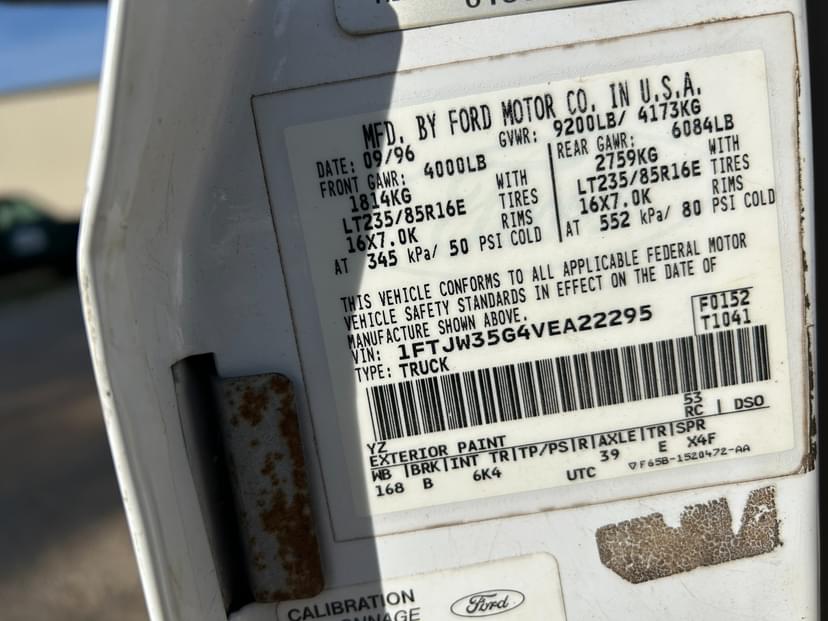 MFD. BY FORD MOTOR CO. IN U.S.A.
DATE: 09/96 GVWR: 9200LB/ 4173KG
FRONT GAWR: 4000LB
1814KG WITH
LT235/85R16E TIRES
16X7.0K RIMS
AT 345 kPa/ 50 PSI COLD
REAR GAWR: 6084LB
2759KG WITH
LT235/85R16E TIRES
16X7.0K RIMS
AT 552 kPa/ 80 PSI COLD
THIS VEHICLE CONFORMS TO ALL APPLICABLE FEDERAL MOTOR
VEHICLE SAFETY STANDARDS IN EFFECT ON THE DATE OF
MANUFACTURE SHOWN ABOVE.
VIN: 1FTJW35G4VEA22295
F0152
T1041
TYPE: TRUCK
YZ 53
EXTERIOR PAINT RC | DSO
WB |BRK|INT TR|TP/PS|R|AXLE|TR|SPR
168 B 6K4 39 E X4F
UTC ▽F65B-1520472-AA
CALIBRATION
Ford